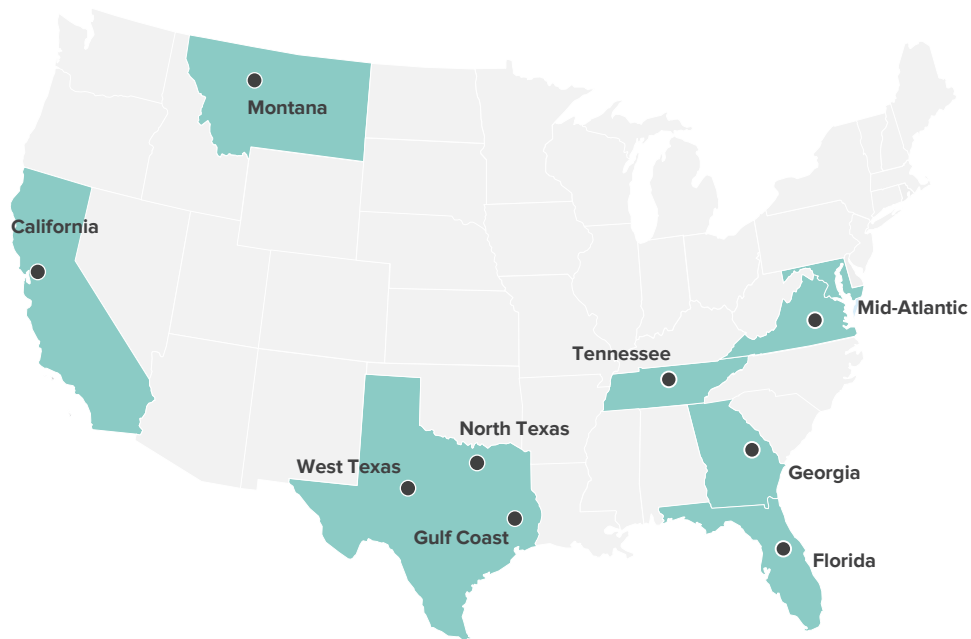 Montana
California
Mid-Atlantic
Tennessee
North Texas
West Texas
Georgia
Gulf Coast
Florida